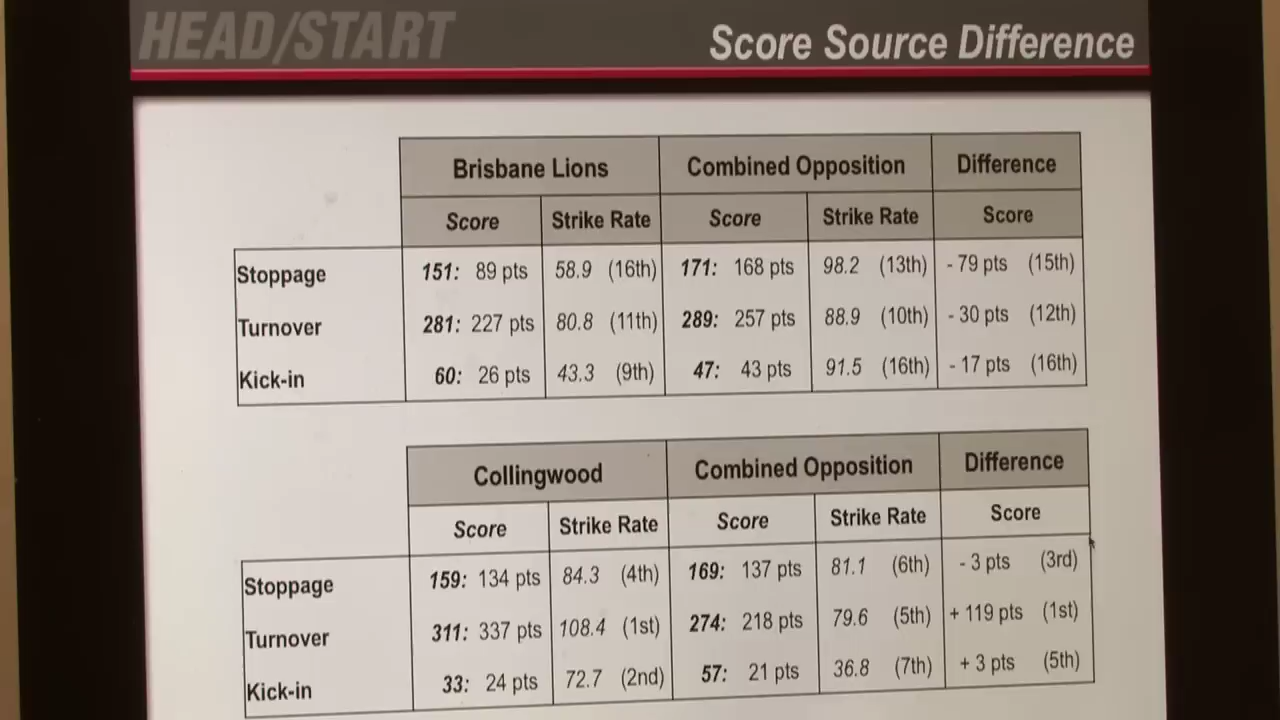 HEAD/START
Score Source Difference
Brisbane Lions Combined Opposition Difference
Score Strike Rate Score Strike Rate Score
Stoppage 151: 89 pts 58.9 (16th) 171: 168 pts 98.2 (13th) - 79 pts (15th)
Turnover 281: 227 pts 80.8 (11th) 289: 257 pts 88.9 (10th) - 30 pts (12th)
Kick-in 60: 26 pts 43.3 (9th) 47: 43 pts 91.5 (16th) - 17 pts (16th)
Collingwood Combined Opposition Difference
Score Strike Rate Score Strike Rate Score
Stoppage 159: 134 pts 84.3 (4th) 169: 137 pts 81.1 (6th) - 3 pts (3rd)
Turnover 311: 337 pts 108.4 (1st) 274: 218 pts 79.6 (5th) + 119 pts (1st)
Kick-in 33: 24 pts 72.7 (2nd) 57: 21 pts 36.8 (7th) + 3 pts (5th)